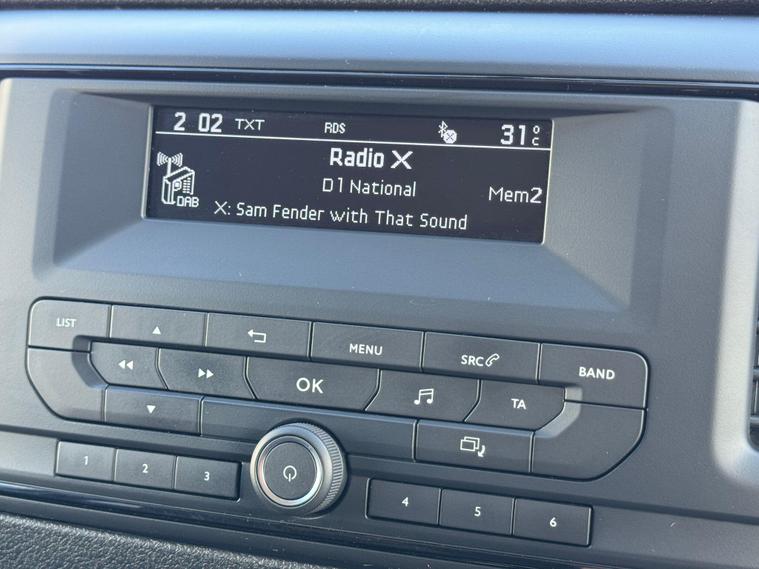 2 02 TXT RDS 31°C
Radio X
D1 National
DAB Mem2
X: Sam Fender with That Sound
LIST MENU SRC BAND
OK TA
1 2 3 4 5 6